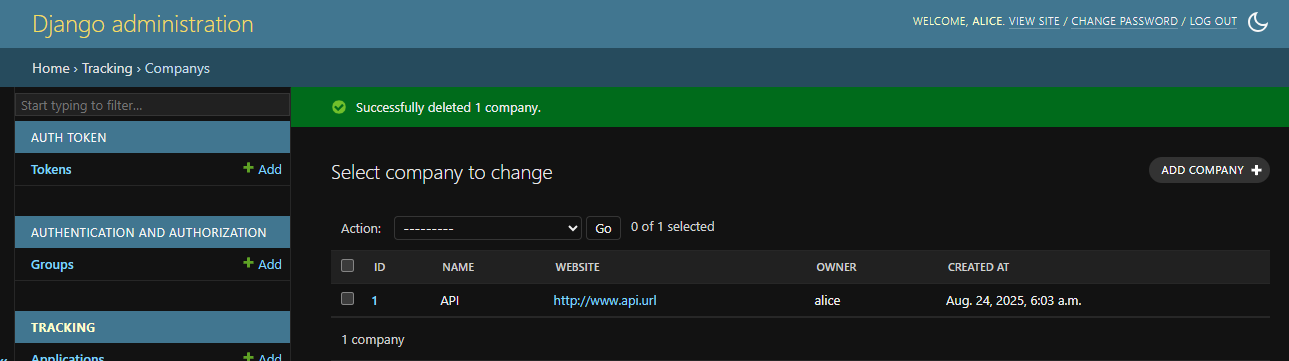 Django administration
WELCOME, ALICE. VIEW SITE / CHANGE PASSWORD / LOG OUT
Home › Tracking › Companys
Start typing to filter...
AUTH TOKEN
Tokens
+ Add
AUTHENTICATION AND AUTHORIZATION
Groups
+ Add
TRACKING
Applications
+ Add
«
Successfully deleted 1 company.
Select company to change
ADD COMPANY +
Action: --------- Go 0 of 1 selected
ID NAME WEBSITE OWNER CREATED AT
1 API http://www.api.url alice Aug. 24, 2025, 6:03 a.m.
1 company